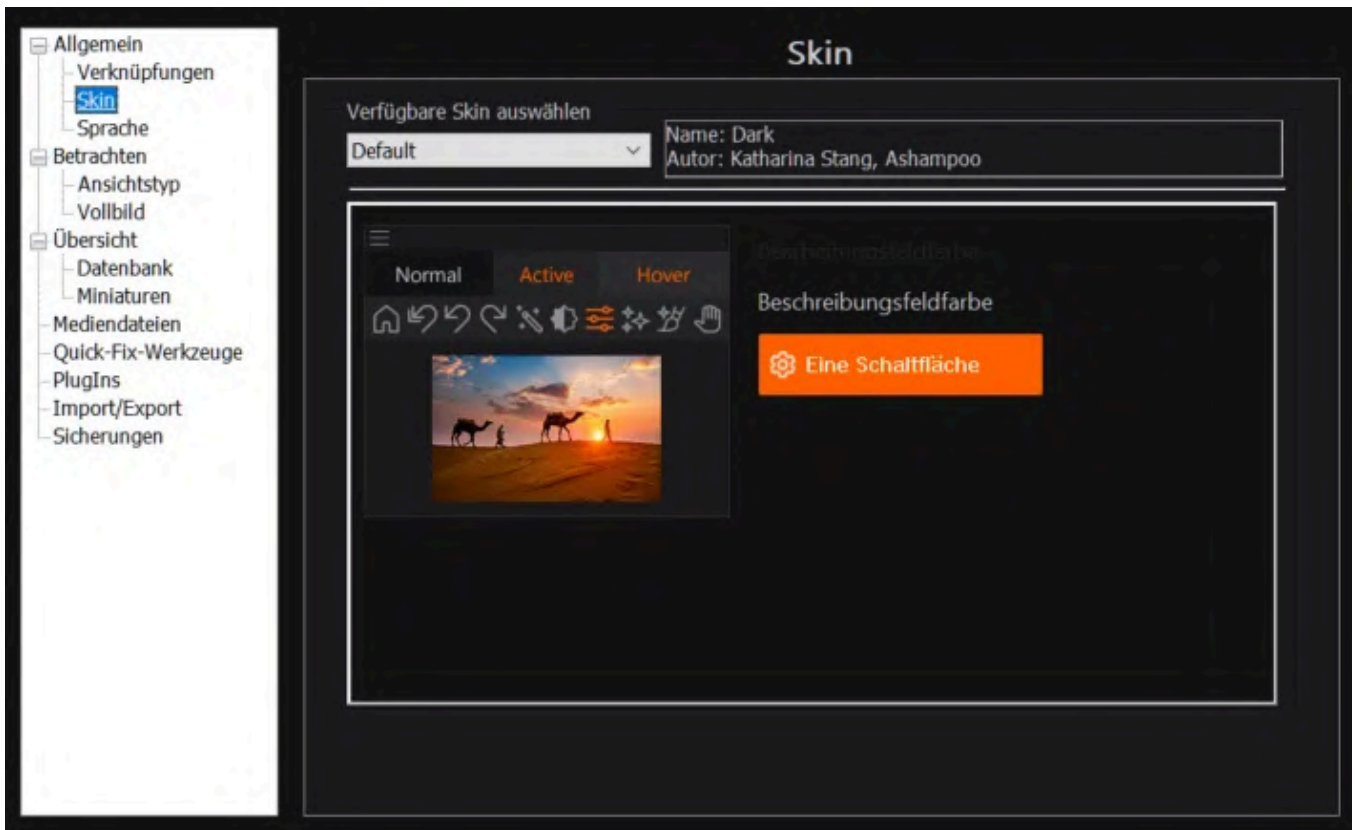 Allgemein
Verknüpfungen
Skin
Sprache
Betrachten
Ansichtstyp
Vollbild
Übersicht
Datenbank
Miniaturen
Mediendateien
Quick-Fix-Werkzeuge
PlugIns
Import/Export
Sicherungen
Skin
Verfügbare Skin auswählen
Default
Name: Dark
Autor: Katharina Stang, Ashampoo
Normal Active Hover
Bearbeitungsfeldfarbe
Beschreibungsfeldfarbe
Eine Schaltfläche